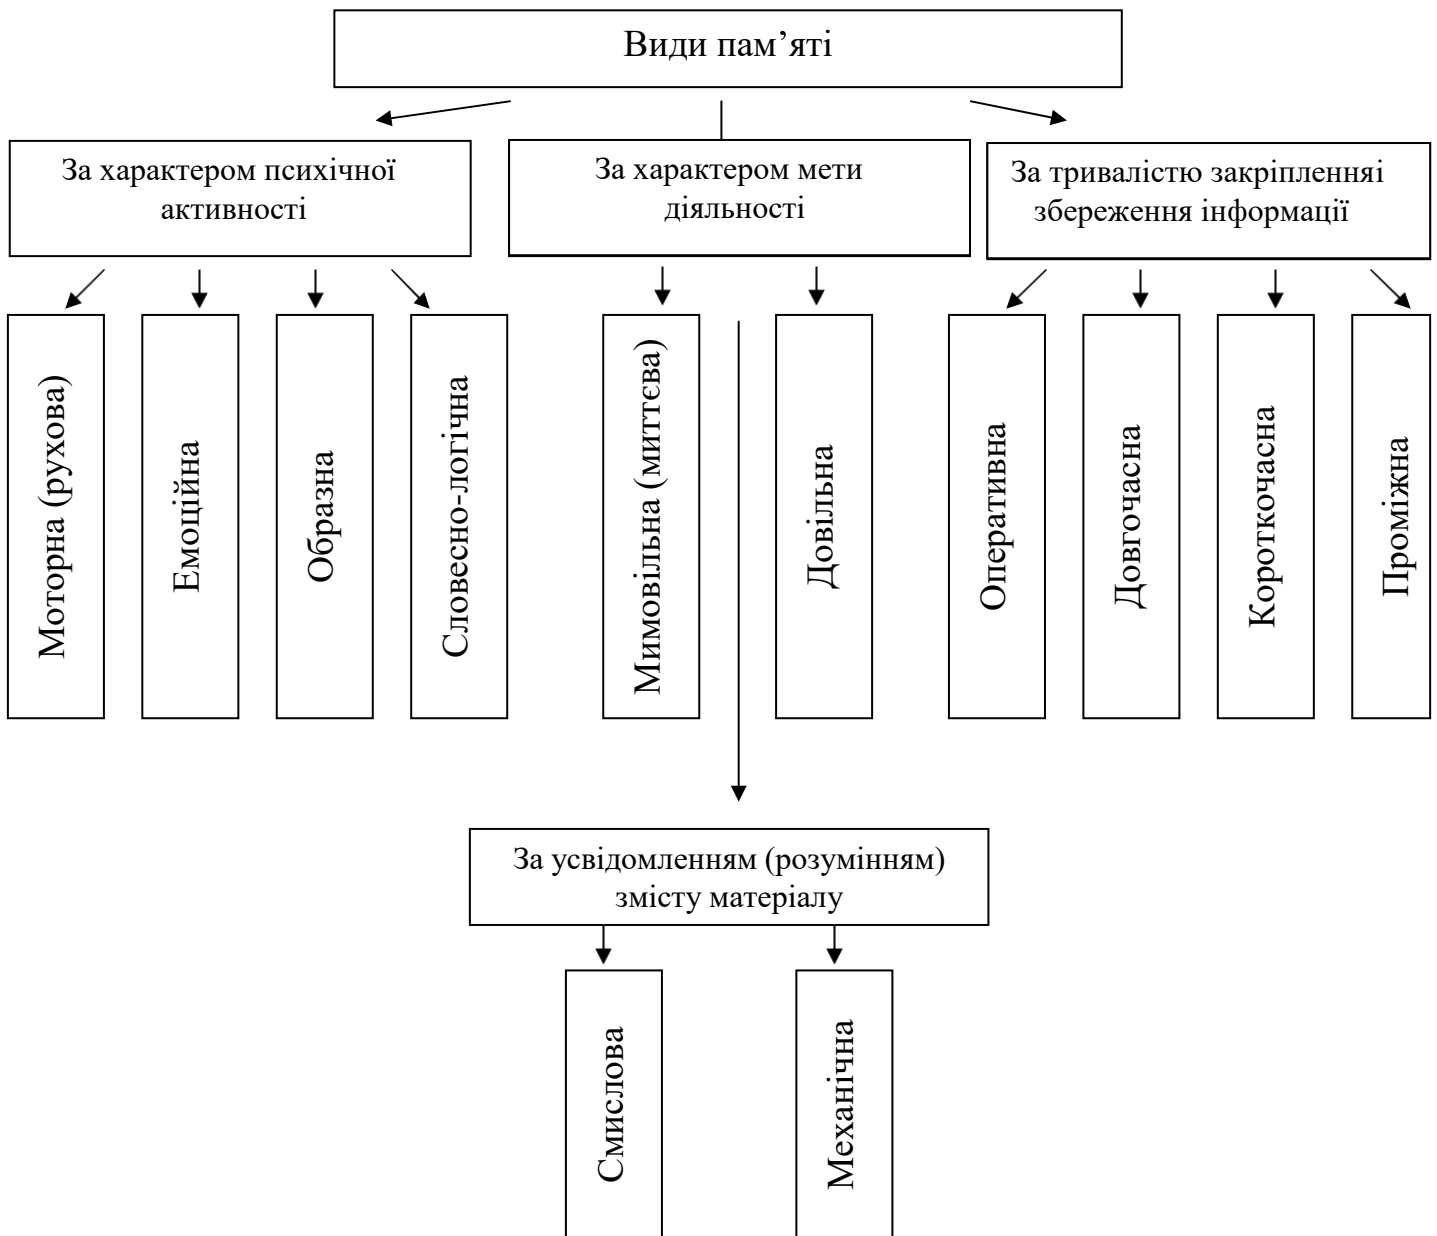 Види пам’яті
За характером психічної
активності
За характером мети
діяльності
За тривалістю закріпленняі
збереження інформації
Моторна (рухова)
Емоційна
Образна
Словесно-логічна
Мимовільна (миттєва)
Довільна
Оперативна
Довгочасна
Короткочасна
Проміжна
За усвідомленням (розумінням)
змісту матеріалу
Смислова
Механічна